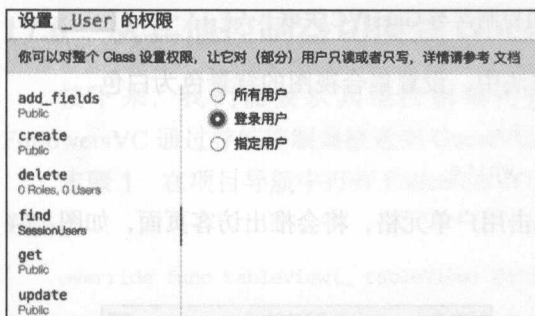 设置 _User 的权限
你可以对整个 Class 设置权限，让它对（部分）用户只读或者只写，详情请参考 文档
add_fields
Public
所有用户
create
Public
登录用户
指定用户
delete
0 Roles, 0 Users
find
SessionUsers
get
Public
update
Public